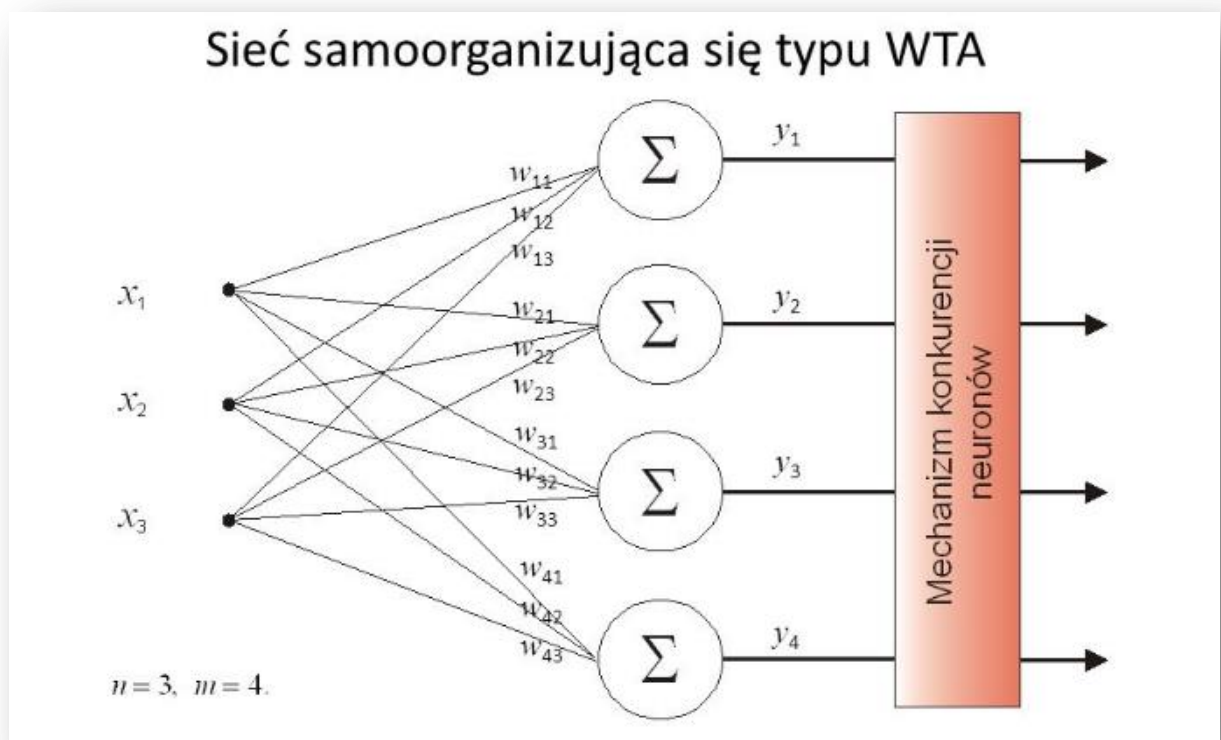 Sieć samoorganizująca się typu WTA
x₁
x₂
x₃
w₁₁
w₁₂
w₁₃
w₂₁
w₂₂
w₂₃
w₃₁
w₃₂
w₃₃
w₄₁
w₄₂
w₄₃
Σ
Σ
Σ
Σ
y₁
y₂
y₃
y₄
Mechanizm konkurencji
neuronów
n = 3, m = 4.